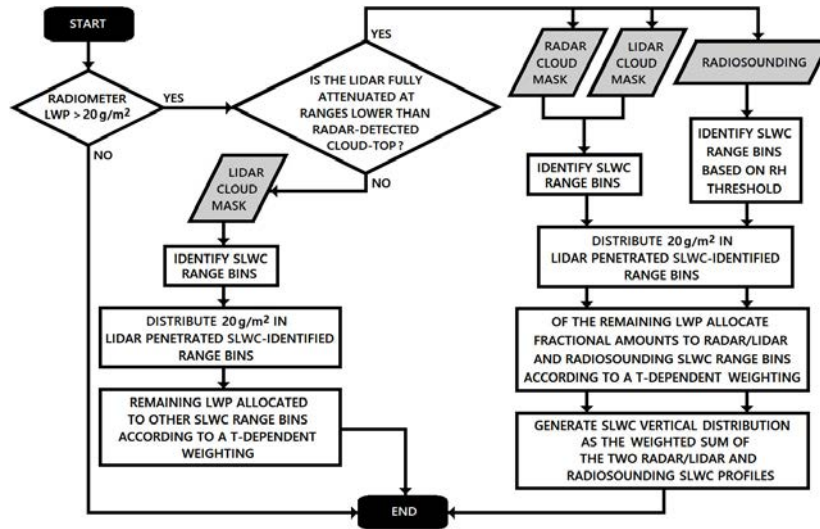 START
RADIOMETER
LWP > 20 g/m²
YES
NO
IS THE LIDAR FULLY
ATTENUATED AT
RANGES LOWER THAN
RADAR-DETECTED
CLOUD-TOP ?
YES
NO
LIDAR
CLOUD
MASK
IDENTIFY SLWC
RANGE BINS
DISTRIBUTE 20 g/m² IN
LIDAR PENETRATED SLWC-IDENTIFIED
RANGE BINS
REMAINING LWP ALLOCATED
TO OTHER SLWC RANGE BINS
ACCORDING TO A T-DEPENDENT
WEIGHTING
RADAR
CLOUD
MASK
LIDAR
CLOUD
MASK
RADIOSOUNDING
IDENTIFY SLWC
RANGE BINS
IDENTIFY SLWC
RANGE BINS
BASED ON RH
THRESHOLD
DISTRIBUTE 20 g/m² IN
LIDAR PENETRATED SLWC-IDENTIFIED
RANGE BINS
OF THE REMAINING LWP ALLOCATE
FRACTIONAL AMOUNTS TO RADAR/LIDAR
AND RADIOSOUNDING SLWC RANGE BINS
ACCORDING TO A T-DEPENDENT WEIGHTING
GENERATE SLWC VERTICAL DISTRIBUTION
AS THE WEIGHTED SUM OF
THE TWO RADAR/LIDAR AND
RADIOSOUNDING SLWC PROFILES
END